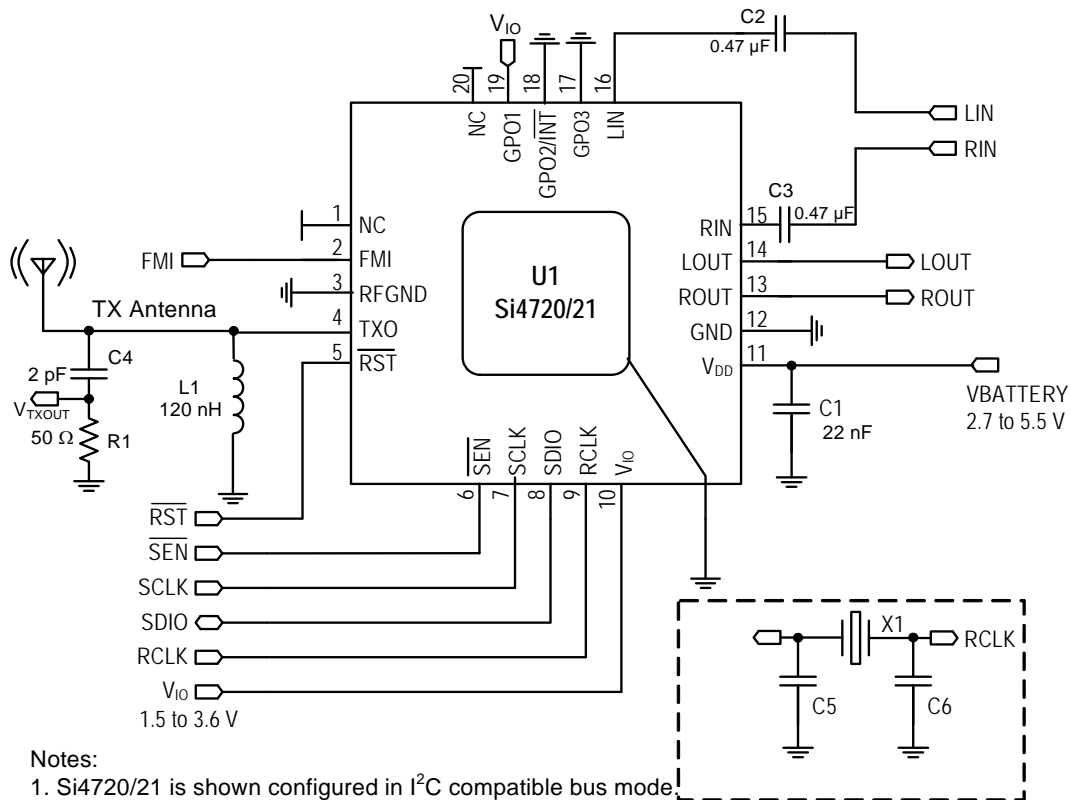 C2
0.47 µF
V_IO
20
19
18
17
16
NC
GPO1
GPO2/INT
GPO3
LIN
LIN
RIN
C3
0.47 µF
1
NC
RIN
15
FMI
2
FMI
LOUT
14
LOUT
3
RFGND
ROUT
13
ROUT
U1
Si4720/21
TX Antenna
4
TXO
GND
12
5
RST
V_DD
11
C4
2 pF
V_TXOUT
50 Ω
R1
L1
120 nH
C1
22 nF
VBATTERY
2.7 to 5.5 V
SEN
SCLK
SDIO
RCLK
V_IO
6
7
8
9
10
RST
SEN
SCLK
SDIO
RCLK
V_IO
1.5 to 3.6 V
X1
RCLK
C5
C6
Notes:
1. Si4720/21 is shown configured in I²C compatible bus mode.